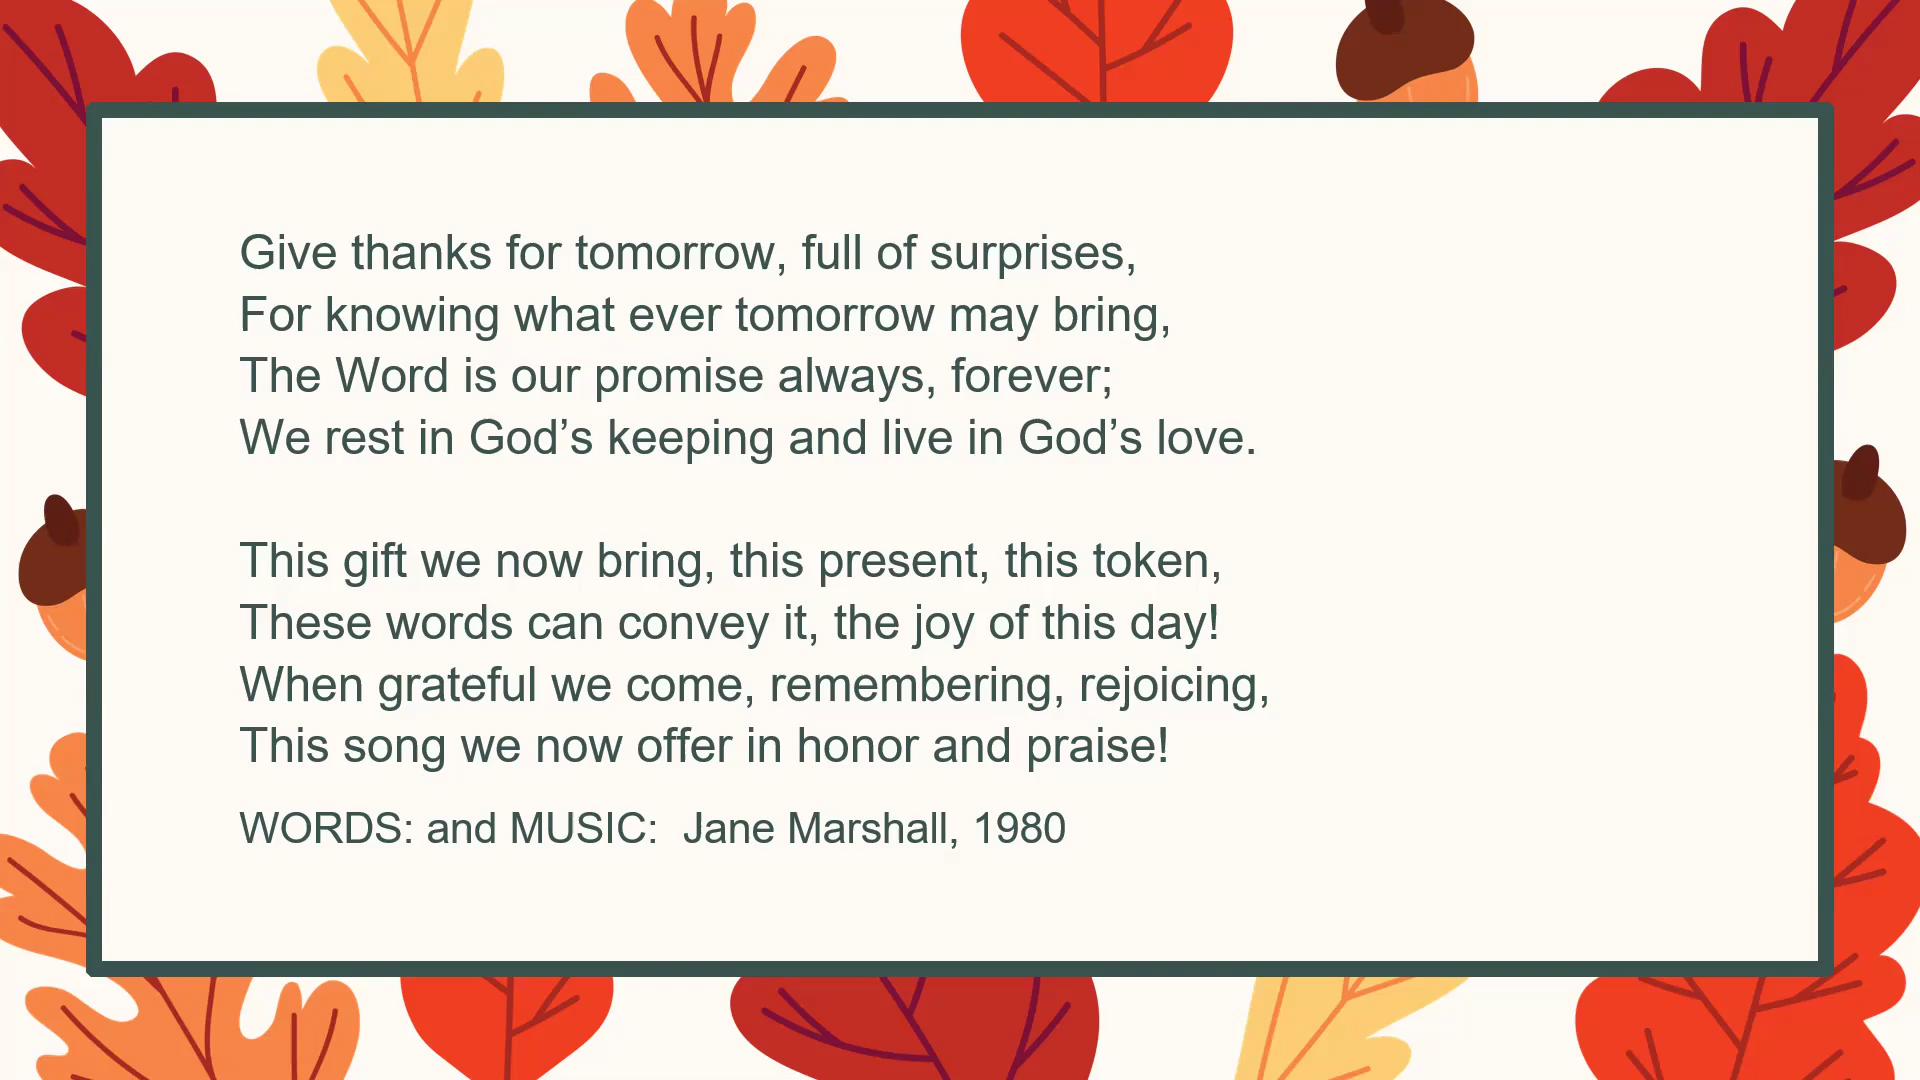 Give thanks for tomorrow, full of surprises,
For knowing what ever tomorrow may bring,
The Word is our promise always, forever;
We rest in God’s keeping and live in God’s love.
This gift we now bring, this present, this token,
These words can convey it, the joy of this day!
When grateful we come, remembering, rejoicing,
This song we now offer in honor and praise!
WORDS: and MUSIC:  Jane Marshall, 1980